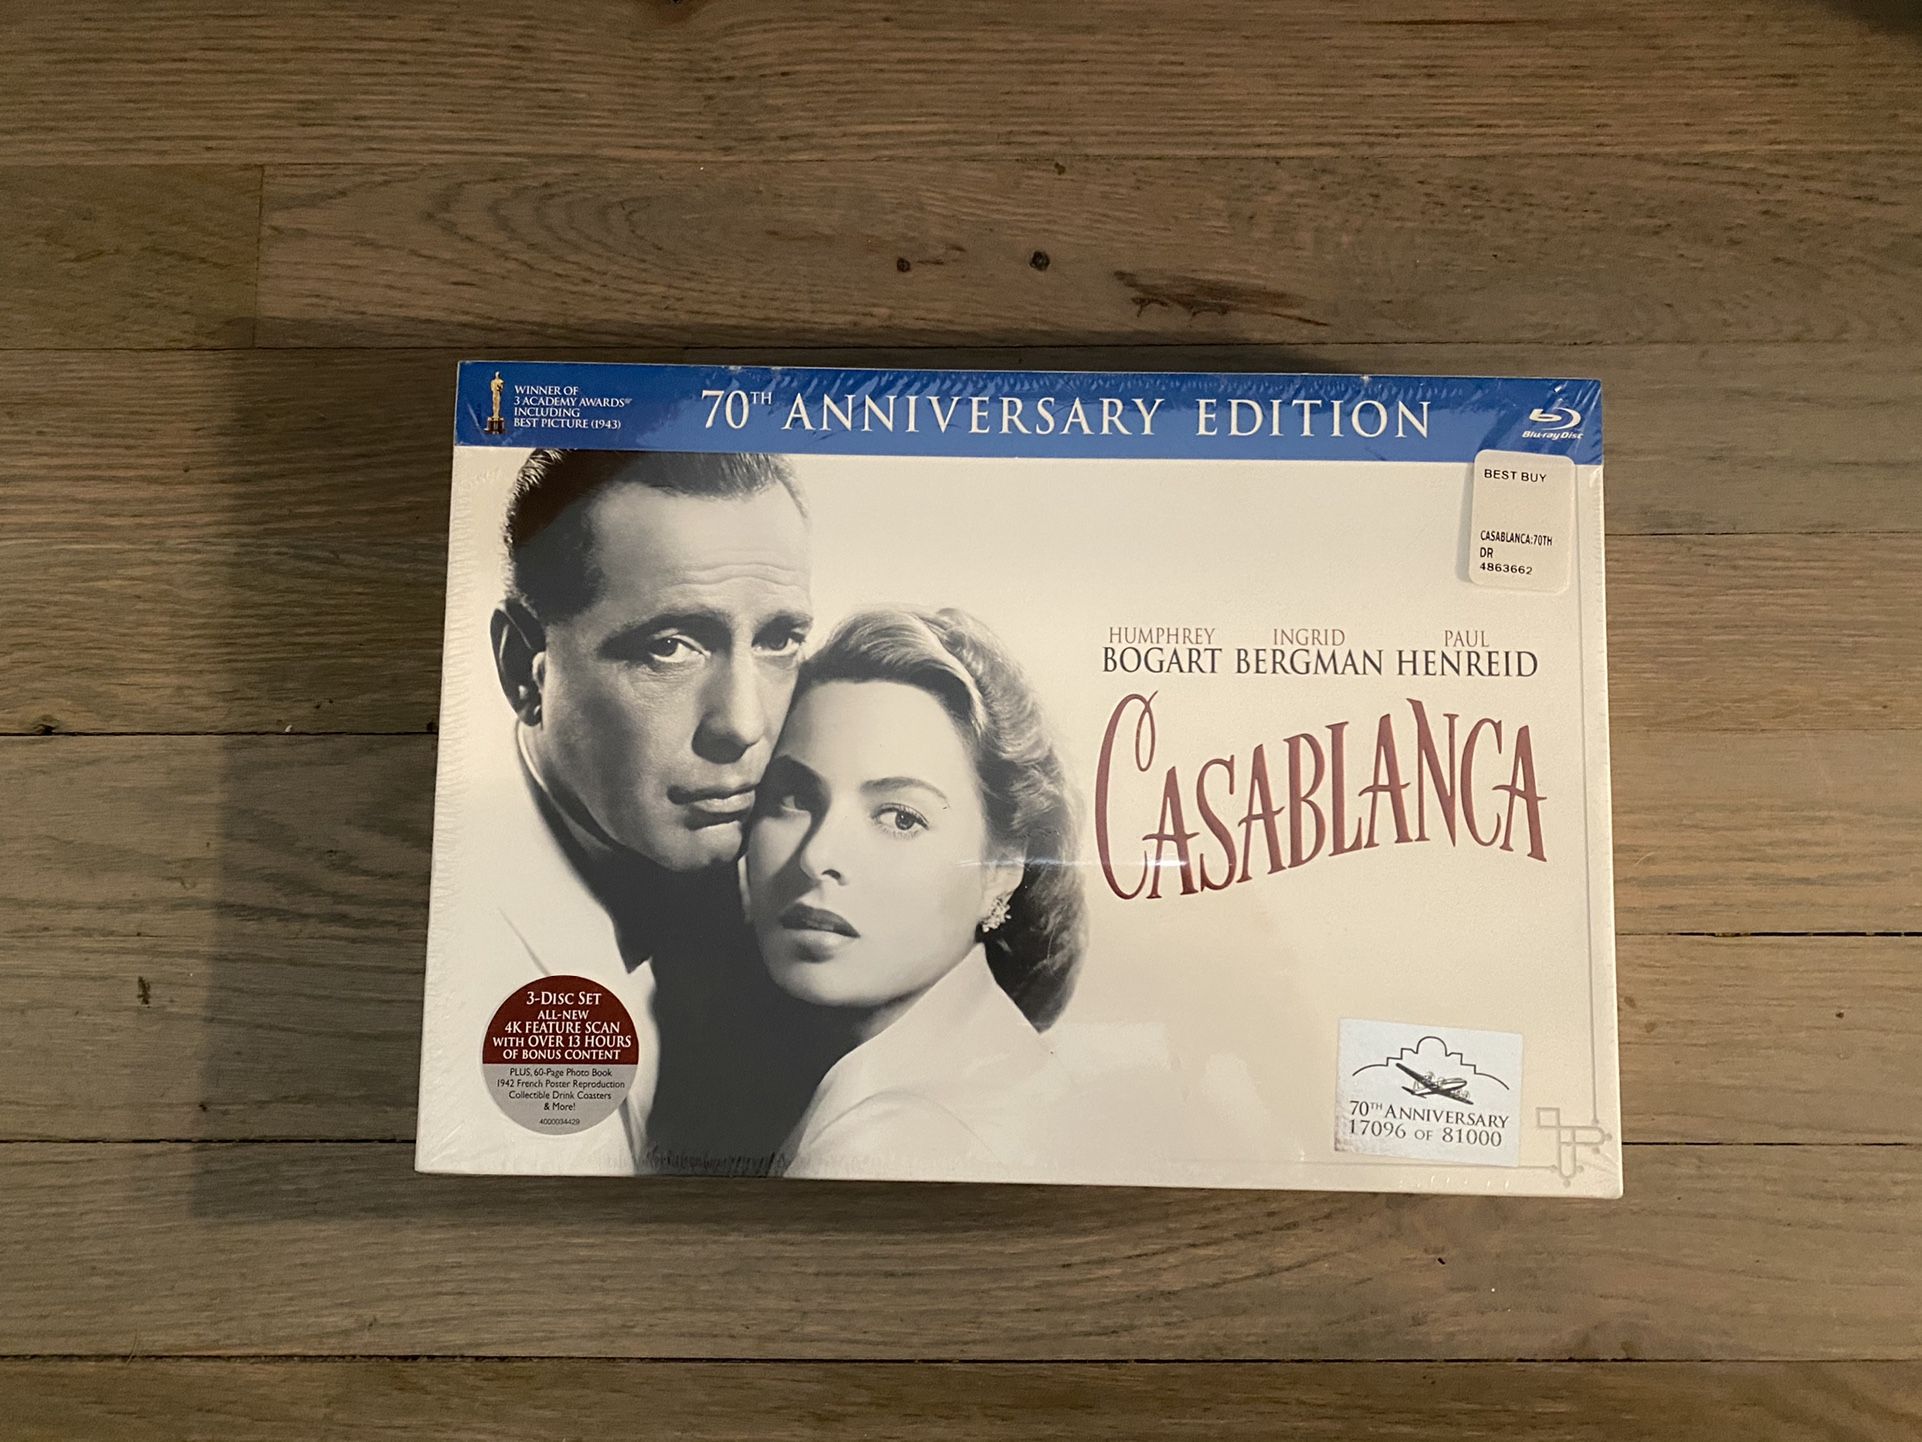 WINNER OF
3 ACADEMY AWARDS®
INCLUDING
BEST PICTURE (1943)
70TH ANNIVERSARY EDITION
Blu-ray Disc
BEST BUY
CASABLANCA:70TH
DR
4863662
HUMPHREY INGRID PAUL
BOGART BERGMAN HENREID
CASABLANCA
3-DISC SET
ALL-NEW
4K FEATURE SCAN
WITH OVER 13 HOURS
OF BONUS CONTENT
PLUS, 60-Page Photo Book
1942 French Poster Reproduction
Collectible Drink Coasters
& More!
4000034429
70TH ANNIVERSARY
17096 OF 81000